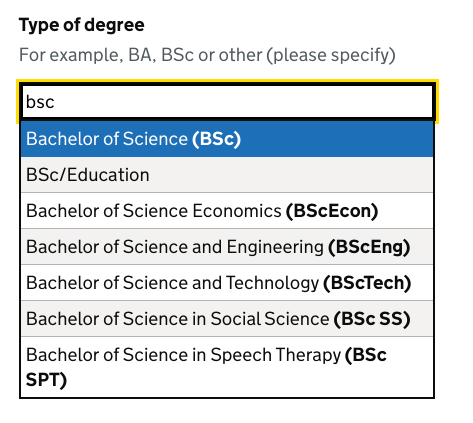 Type of degree
For example, BA, BSc or other (please specify)
bsc
Bachelor of Science (BSc)
BSc/Education
Bachelor of Science Economics (BScEcon)
Bachelor of Science and Engineering (BScEng)
Bachelor of Science and Technology (BScTech)
Bachelor of Science in Social Science (BSc SS)
Bachelor of Science in Speech Therapy (BSc
SPT)